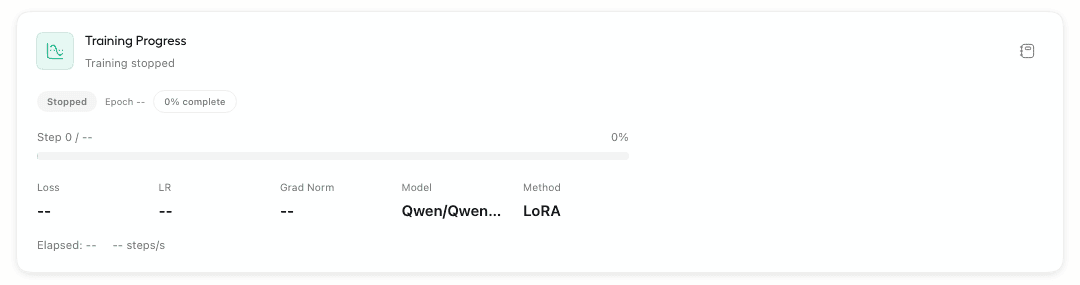 Training Progress
Training stopped
Stopped Epoch -- 0% complete
Step 0 / -- 0%
Loss LR Grad Norm Model Method
-- -- -- Qwen/Qwen... LoRA
Elapsed: -- -- steps/s